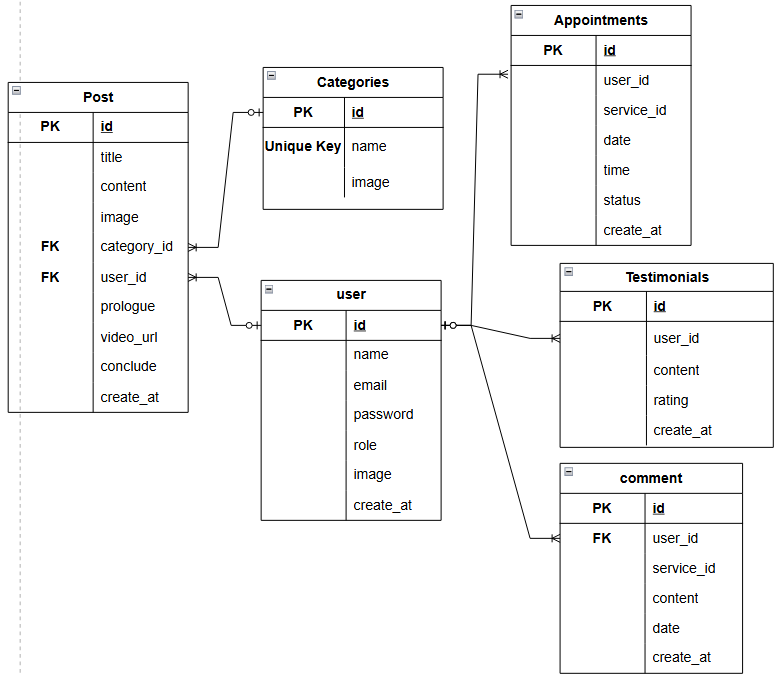 Post
PK id
title
content
image
FK category_id
FK user_id
prologue
video_url
conclude
create_at
Categories
PK id
Unique Key name
image
user
PK id
name
email
password
role
image
create_at
Appointments
PK id
user_id
service_id
date
time
status
create_at
Testimonials
PK id
user_id
content
rating
create_at
comment
PK id
FK user_id
service_id
content
date
create_at